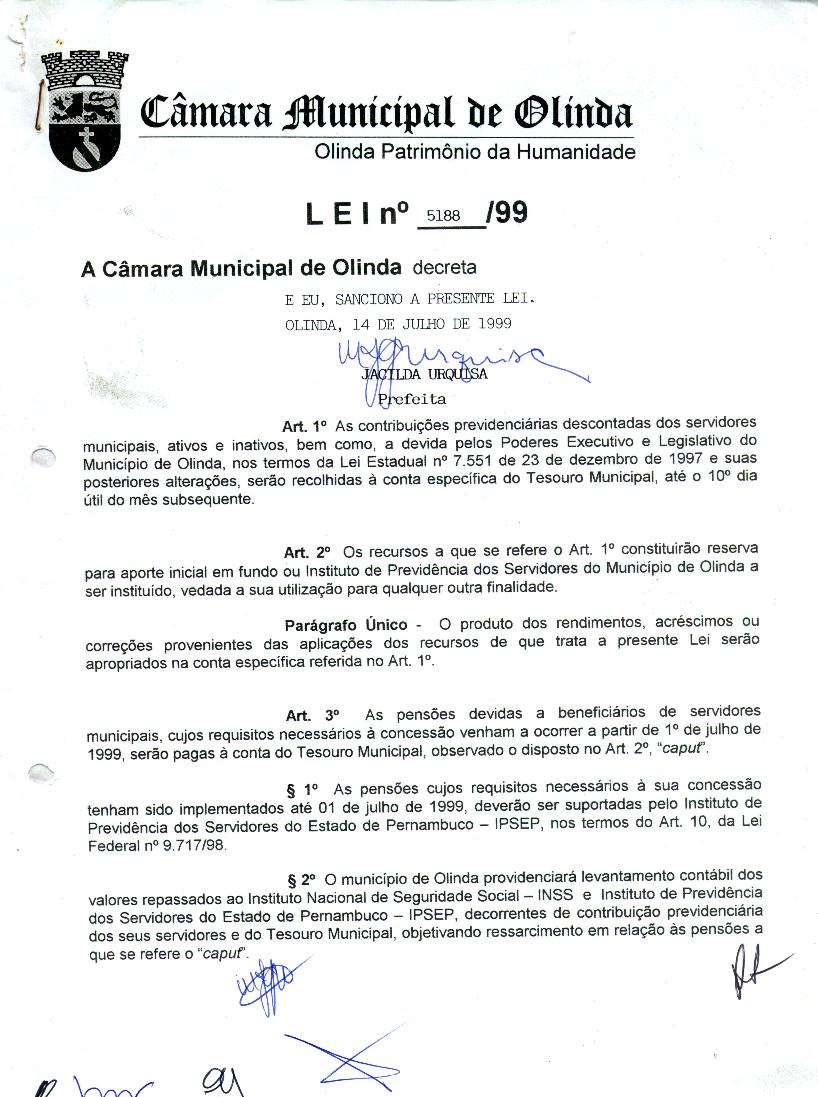 Câmara Municipal de Olinda
Olinda Patrimônio da Humanidade
L E I nº 5188 /99
A Câmara Municipal de Olinda decreta
E EU, SANCIONO A PRESENTE LEI.
OLINDA, 14 DE JULHO DE 1999
JACILDA URQUISA
Prefeita
Art. 1º As contribuições previdenciárias descontadas dos servidores
municipais, ativos e inativos, bem como, a devida pelos Poderes Executivo e Legislativo do
Município de Olinda, nos termos da Lei Estadual nº 7.551 de 23 de dezembro de 1997 e suas
posteriores alterações, serão recolhidas à conta específica do Tesouro Municipal, até o 10º dia
útil do mês subsequente.
Art. 2º Os recursos a que se refere o Art. 1º constituirão reserva
para aporte inicial em fundo ou Instituto de Previdência dos Servidores do Município de Olinda a
ser instituído, vedada a sua utilização para qualquer outra finalidade.
Parágrafo Único - O produto dos rendimentos, acréscimos ou
correções provenientes das aplicações dos recursos de que trata a presente Lei serão
apropriados na conta específica referida no Art. 1º.
Art. 3º As pensões devidas a beneficiários de servidores
municipais, cujos requisitos necessários à concessão venham a ocorrer a partir de 1º de julho de
1999, serão pagas à conta do Tesouro Municipal, observado o disposto no Art. 2º, "caput".
§ 1º As pensões cujos requisitos necessários à sua concessão
tenham sido implementados até 01 de julho de 1999, deverão ser suportadas pelo Instituto de
Previdência dos Servidores do Estado de Pernambuco – IPSEP, nos termos do Art. 10, da Lei
Federal nº 9.717/98.
§ 2º O município de Olinda providenciará levantamento contábil dos
valores repassados ao Instituto Nacional de Seguridade Social – INSS e Instituto de Previdência
dos Servidores do Estado de Pernambuco – IPSEP, decorrentes de contribuição previdenciária
dos seus servidores e do Tesouro Municipal, objetivando ressarcimento em relação às pensões a
que se refere o "caput".